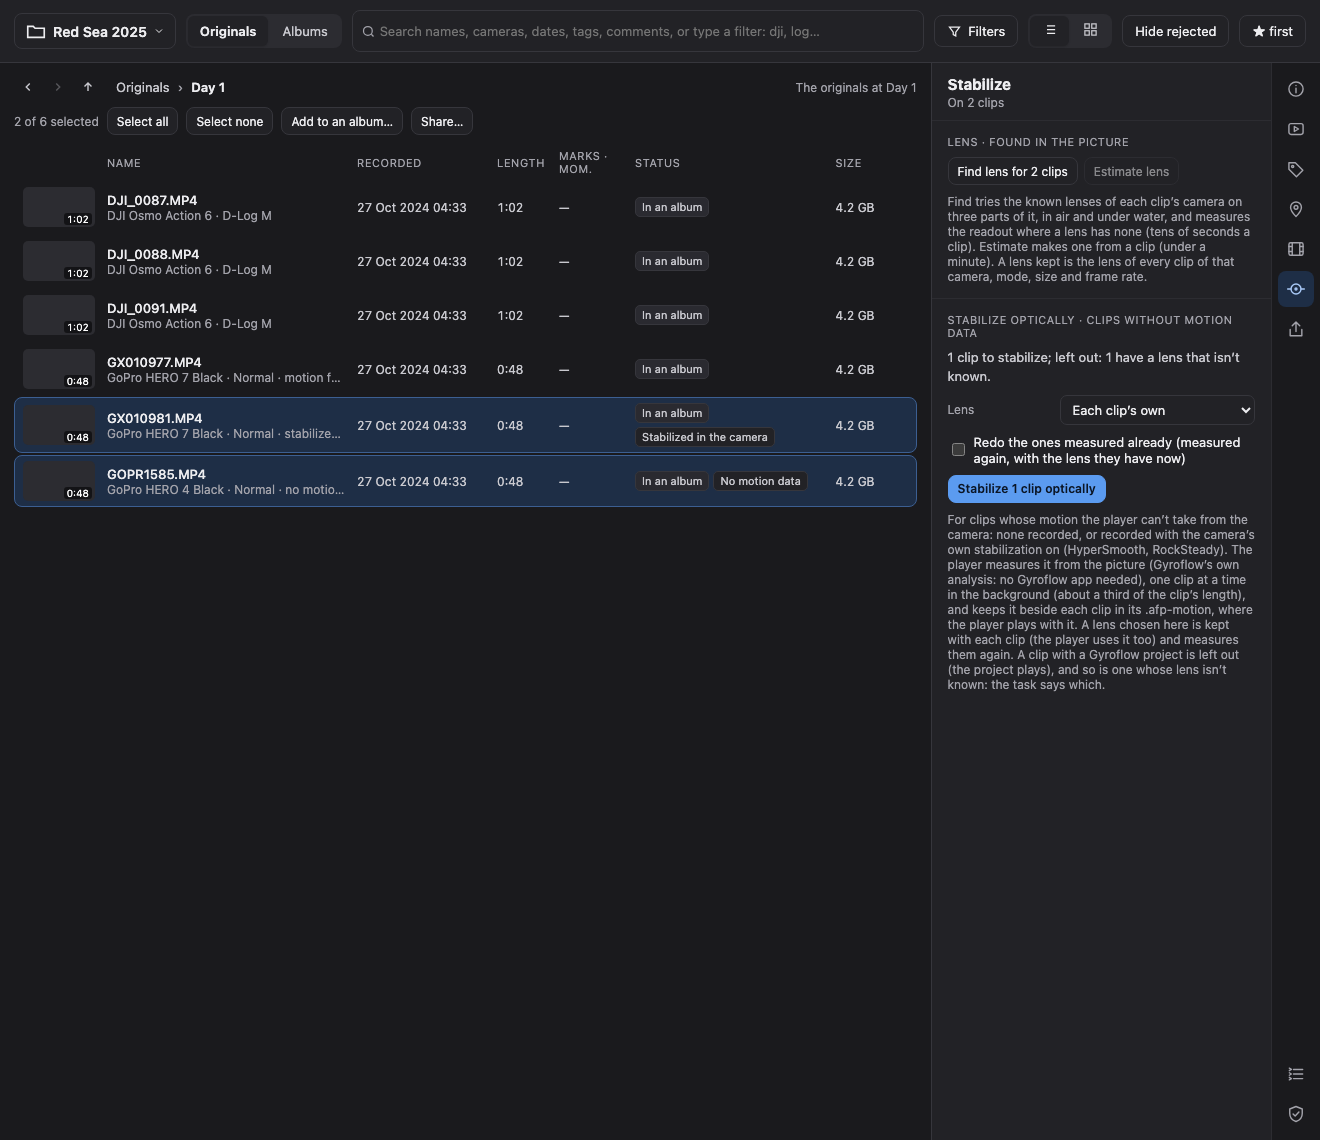 Red Sea 2025
Originals
Albums
Search names, cameras, dates, tags, comments, or type a filter: dji, log...
Filters
Hide rejected
★ first
Originals › Day 1
The originals at Day 1
2 of 6 selected
Select all
Select none
Add to an album...
Share...
NAME
RECORDED
LENGTH
MARKS ·
MOM.
STATUS
SIZE
1:02
DJI_0087.MP4
DJI Osmo Action 6 · D-Log M
27 Oct 2024 04:33
1:02
—
In an album
4.2 GB
1:02
DJI_0088.MP4
DJI Osmo Action 6 · D-Log M
27 Oct 2024 04:33
1:02
—
In an album
4.2 GB
1:02
DJI_0091.MP4
DJI Osmo Action 6 · D-Log M
27 Oct 2024 04:33
1:02
—
In an album
4.2 GB
0:48
GX010977.MP4
GoPro HERO 7 Black · Normal · motion f...
27 Oct 2024 04:33
0:48
—
In an album
4.2 GB
0:48
GX010981.MP4
GoPro HERO 7 Black · Normal · stabilize...
27 Oct 2024 04:33
0:48
—
In an album
Stabilized in the camera
4.2 GB
0:48
GOPR1585.MP4
GoPro HERO 4 Black · Normal · no motio...
27 Oct 2024 04:33
0:48
—
In an album
No motion data
4.2 GB
Stabilize
On 2 clips
LENS · FOUND IN THE PICTURE
Find lens for 2 clips
Estimate lens
Find tries the known lenses of each clip's camera on
three parts of it, in air and under water, and measures
the readout where a lens has none (tens of seconds a
clip). Estimate makes one from a clip (under a
minute). A lens kept is the lens of every clip of that
camera, mode, size and frame rate.
STABILIZE OPTICALLY · CLIPS WITHOUT MOTION
DATA
1 clip to stabilize; left out: 1 have a lens that isn't
known.
Lens
Each clip's own
Redo the ones measured already (measured
again, with the lens they have now)
Stabilize 1 clip optically
For clips whose motion the player can't take from the
camera: none recorded, or recorded with the camera's
own stabilization on (HyperSmooth, RockSteady). The
player measures it from the picture (Gyroflow's own
analysis: no Gyroflow app needed), one clip at a time
in the background (about a third of the clip's length),
and keeps it beside each clip in its .afp-motion, where
the player plays with it. A lens chosen here is kept
with each clip (the player uses it too) and measures
them again. A clip with a Gyroflow project is left out
(the project plays), and so is one whose lens isn't
known: the task says which.